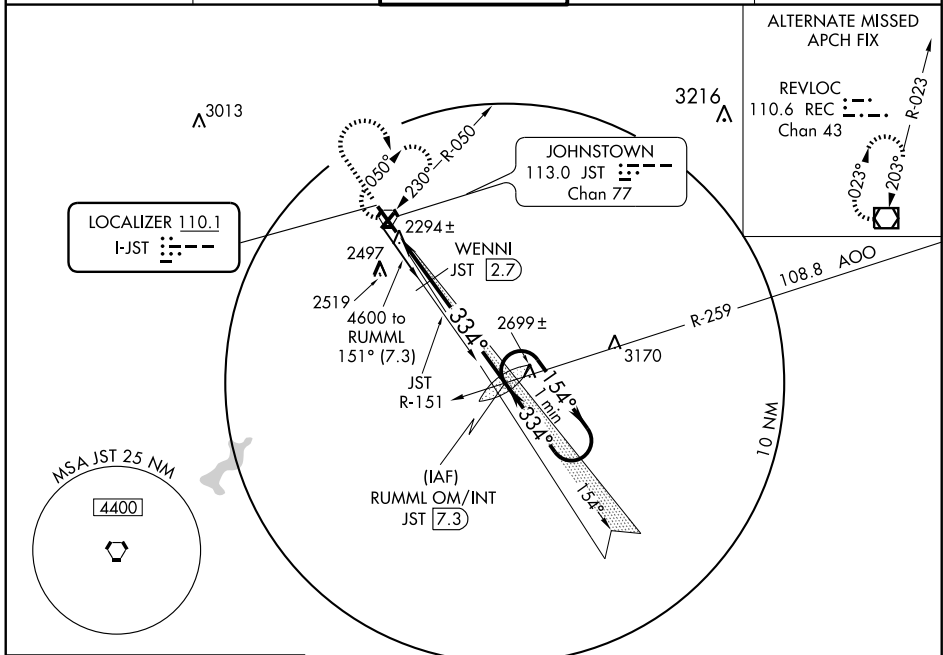 ALTERNATE MISSED
APCH FIX
REVLOC
110.6 REC
Chan 43
R-023
023°
203°
3013
3216
050°
230°
R-050
JOHNSTOWN
113.0 JST
Chan 77
LOCALIZER 110.1
I-JST
2294±
2497
2519
WENNI
JST 2.7
4600 to
RUMML
151° (7.3)
334°
2699±
3170
R-259
108.8 AOO
JST
R-151
154°
1 min
334°
154°
10 NM
(IAF)
RUMML OM/INT
JST 7.3
MSA JST 25 NM
4400